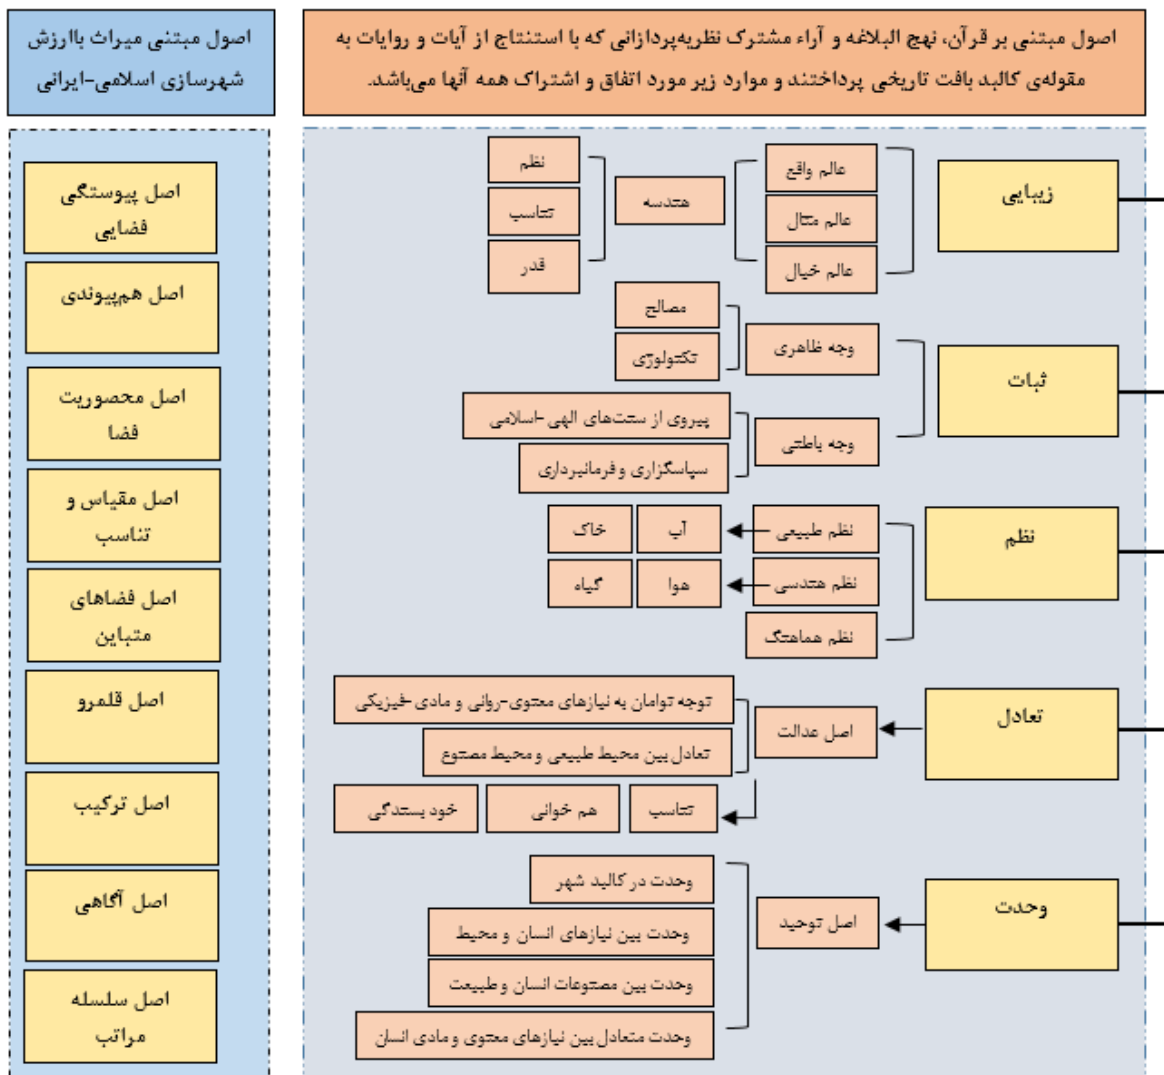 اصول مبتنی بر قرآن، نهج البلاغه و آراء مشترک نظریه‌پردازانی که با استنتاج از آیات و روایات به
مقوله‌ی کالبد بافت تاریخی پرداختند و موارد زیر مورد اتفاق و اشتراک همه آنها می‌باشد.
زیبایی
عالم واقع
عالم مثال
عالم خیال
هندسه
نظم
تناسب
قدر
ثبات
وجه ظاهری
مصالح
تکنولوژی
وجه باطنی
پیروی از سنت‌های الهی-اسلامی
سپاسگزاری و فرمانبرداری
نظم
نظم طبیعی
آب
خاک
نظم هندسی
هوا
گیاه
نظم هماهنگ
تعادل
اصل عدالت
توجه توامان به نیازهای معنوی-روانی و مادی-فیزیکی
تعادل بین محیط طبیعی و محیط مصنوع
تناسب
هم خوانی
خود بسندگی
وحدت
اصل توحید
وحدت در کالبد شهر
وحدت بین نیازهای انسان و محیط
وحدت بین مصنوعات انسان و طبیعت
وحدت متعادل بین نیازهای معنوی و مادی انسان
اصول مبتنی میراث باارزش
شهرسازی اسلامی-ایرانی
اصل پیوستگی
فضایی
اصل هم‌پیوندی
اصل محصوریت
فضا
اصل مقیاس و
تناسب
اصل فضاهای
متباین
اصل قلمرو
اصل ترکیب
اصل آگاهی
اصل سلسله
مراتب